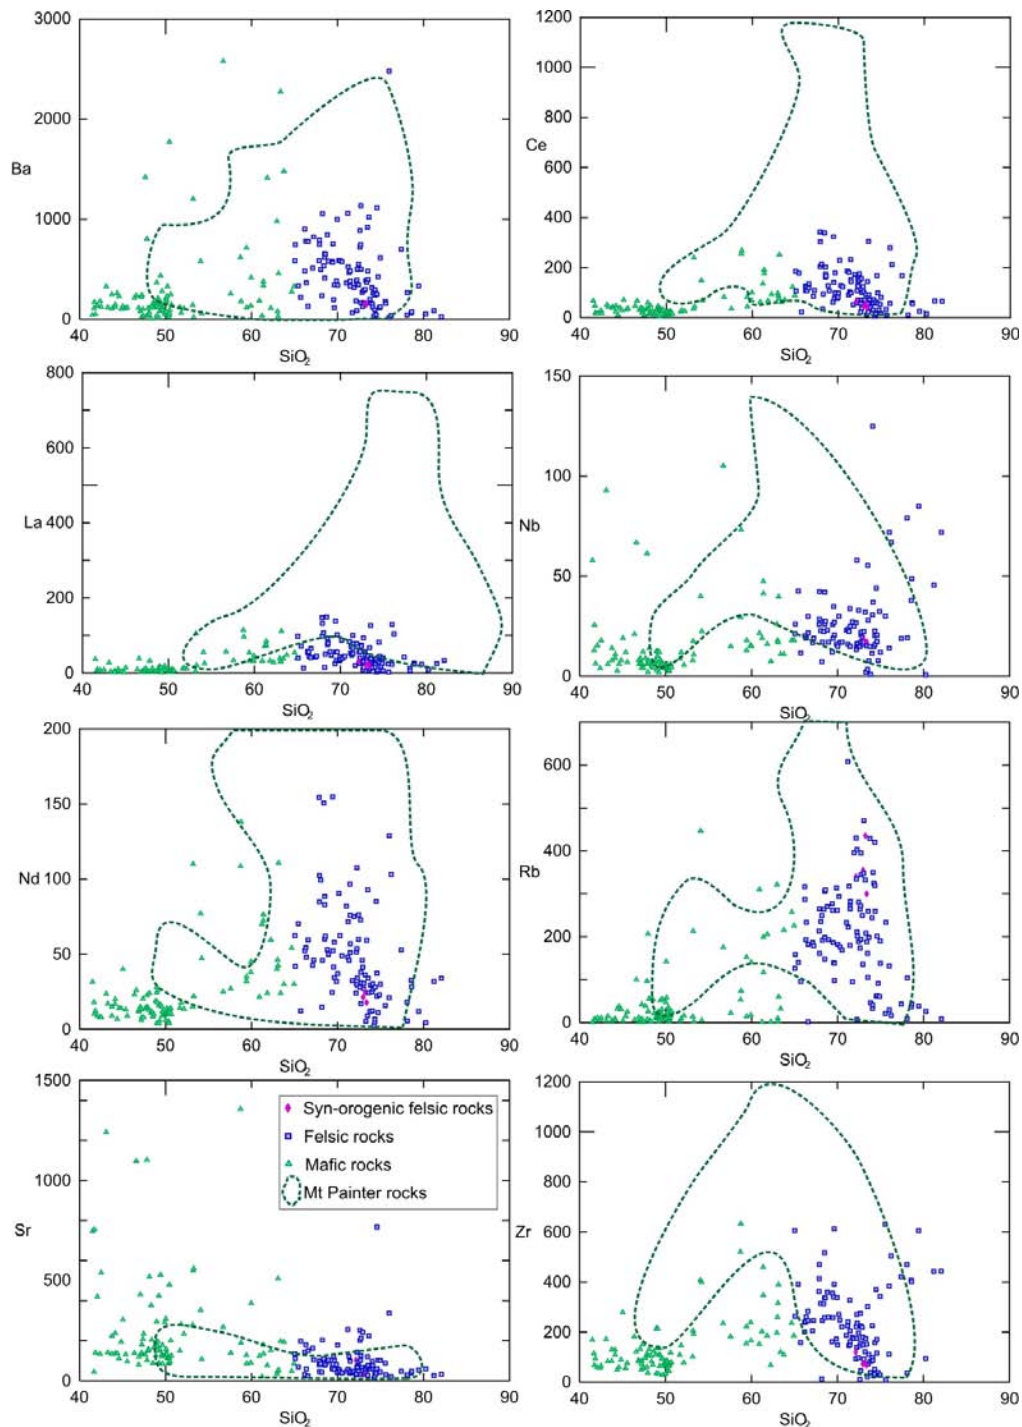 3000
2000
Ba
1000
0
40 50 60 70 80 90
SiO2
1200
1000
800
Ce
600
400
200
0
40 50 60 70 80 90
SiO2
800
600
La 400
200
0
40 50 60 70 80 90
SiO2
150
100
Nb
50
0
40 50 60 70 80 90
SiO2
200
150
Nd 100
50
0
40 50 60 70 80 90
SiO2
600
400
Rb
200
0
40 50 60 70 80 90
SiO2
1500
1000
Sr
500
0
40 50 60 70 80 90
Syn-orogenic felsic rocks
Felsic rocks
Mafic rocks
Mt Painter rocks
1200
1000
800
Zr 600
400
200
0
40 50 60 70 80 90